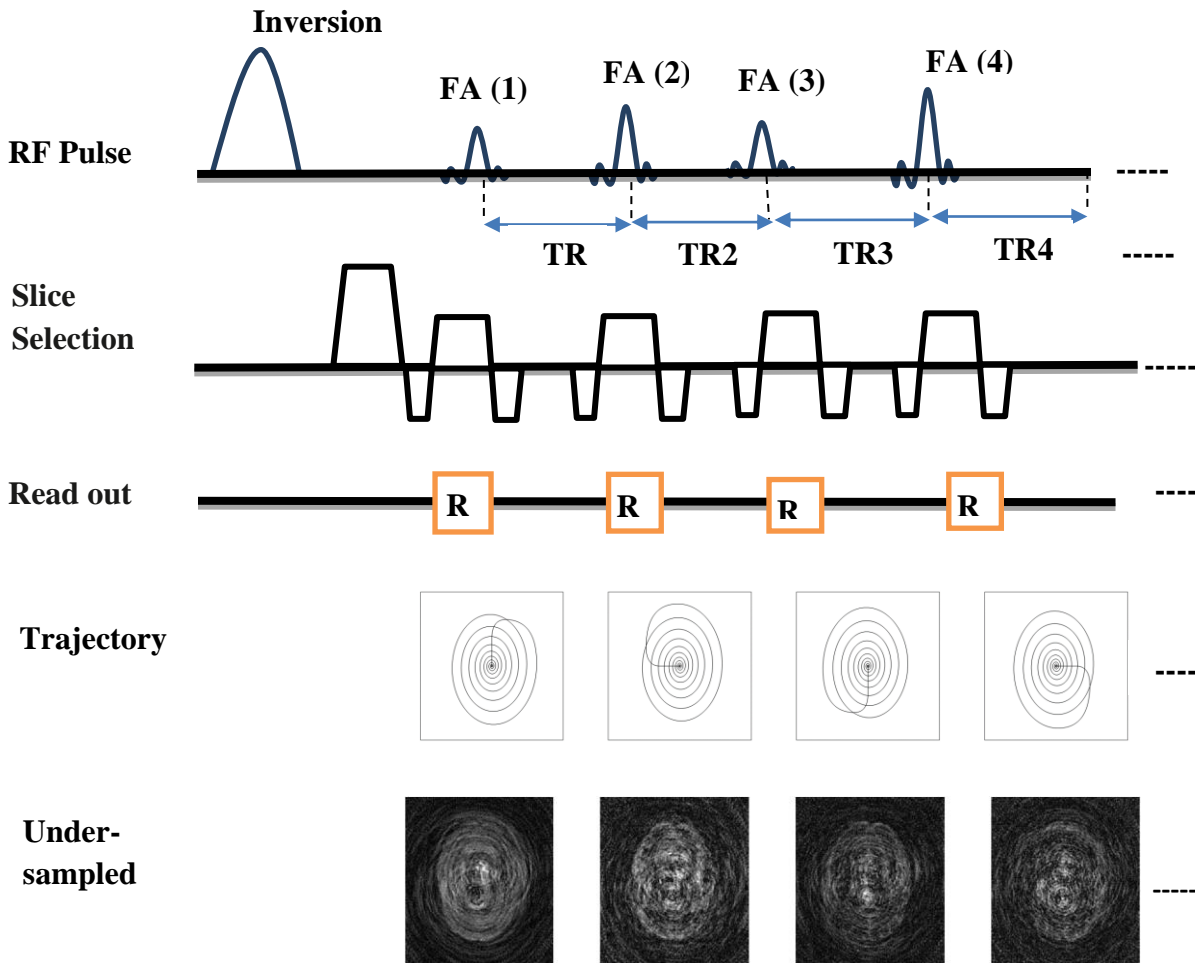 Inversion
FA (1) FA (2) FA (3) FA (4)
RF Pulse
TR TR2 TR3 TR4
Slice
Selection
Read out
R R R R
Trajectory
Under-
sampled